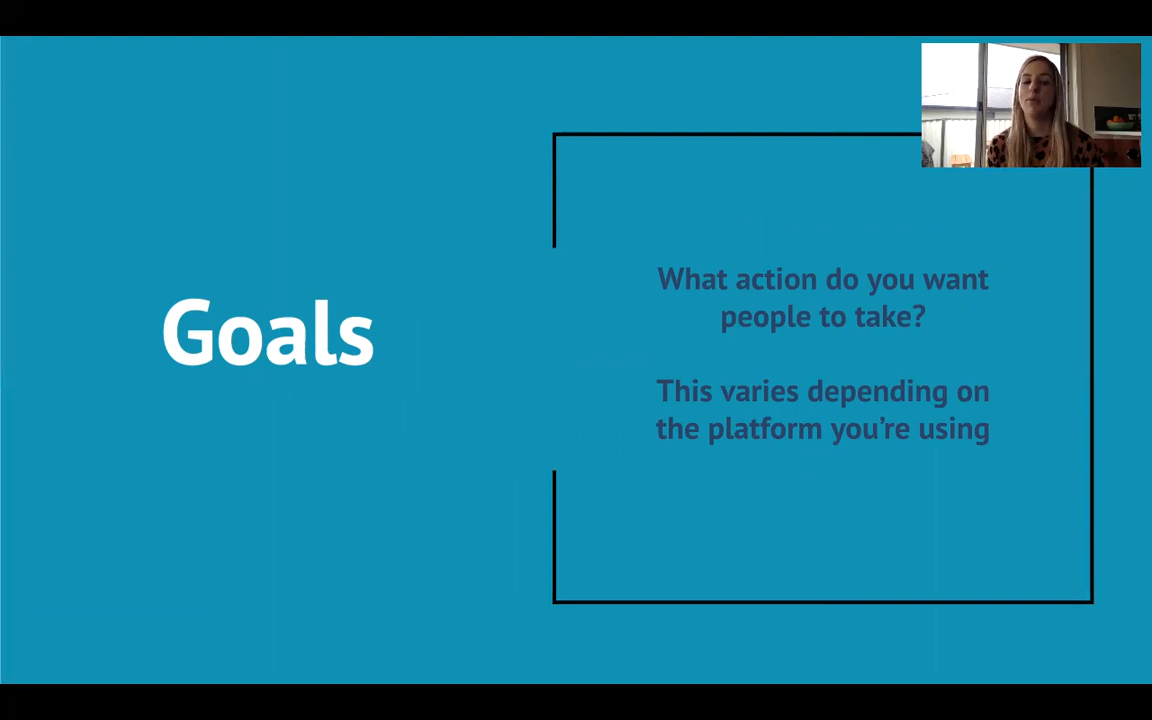 Goals
What action do you want
people to take?
This varies depending on
the platform you’re using